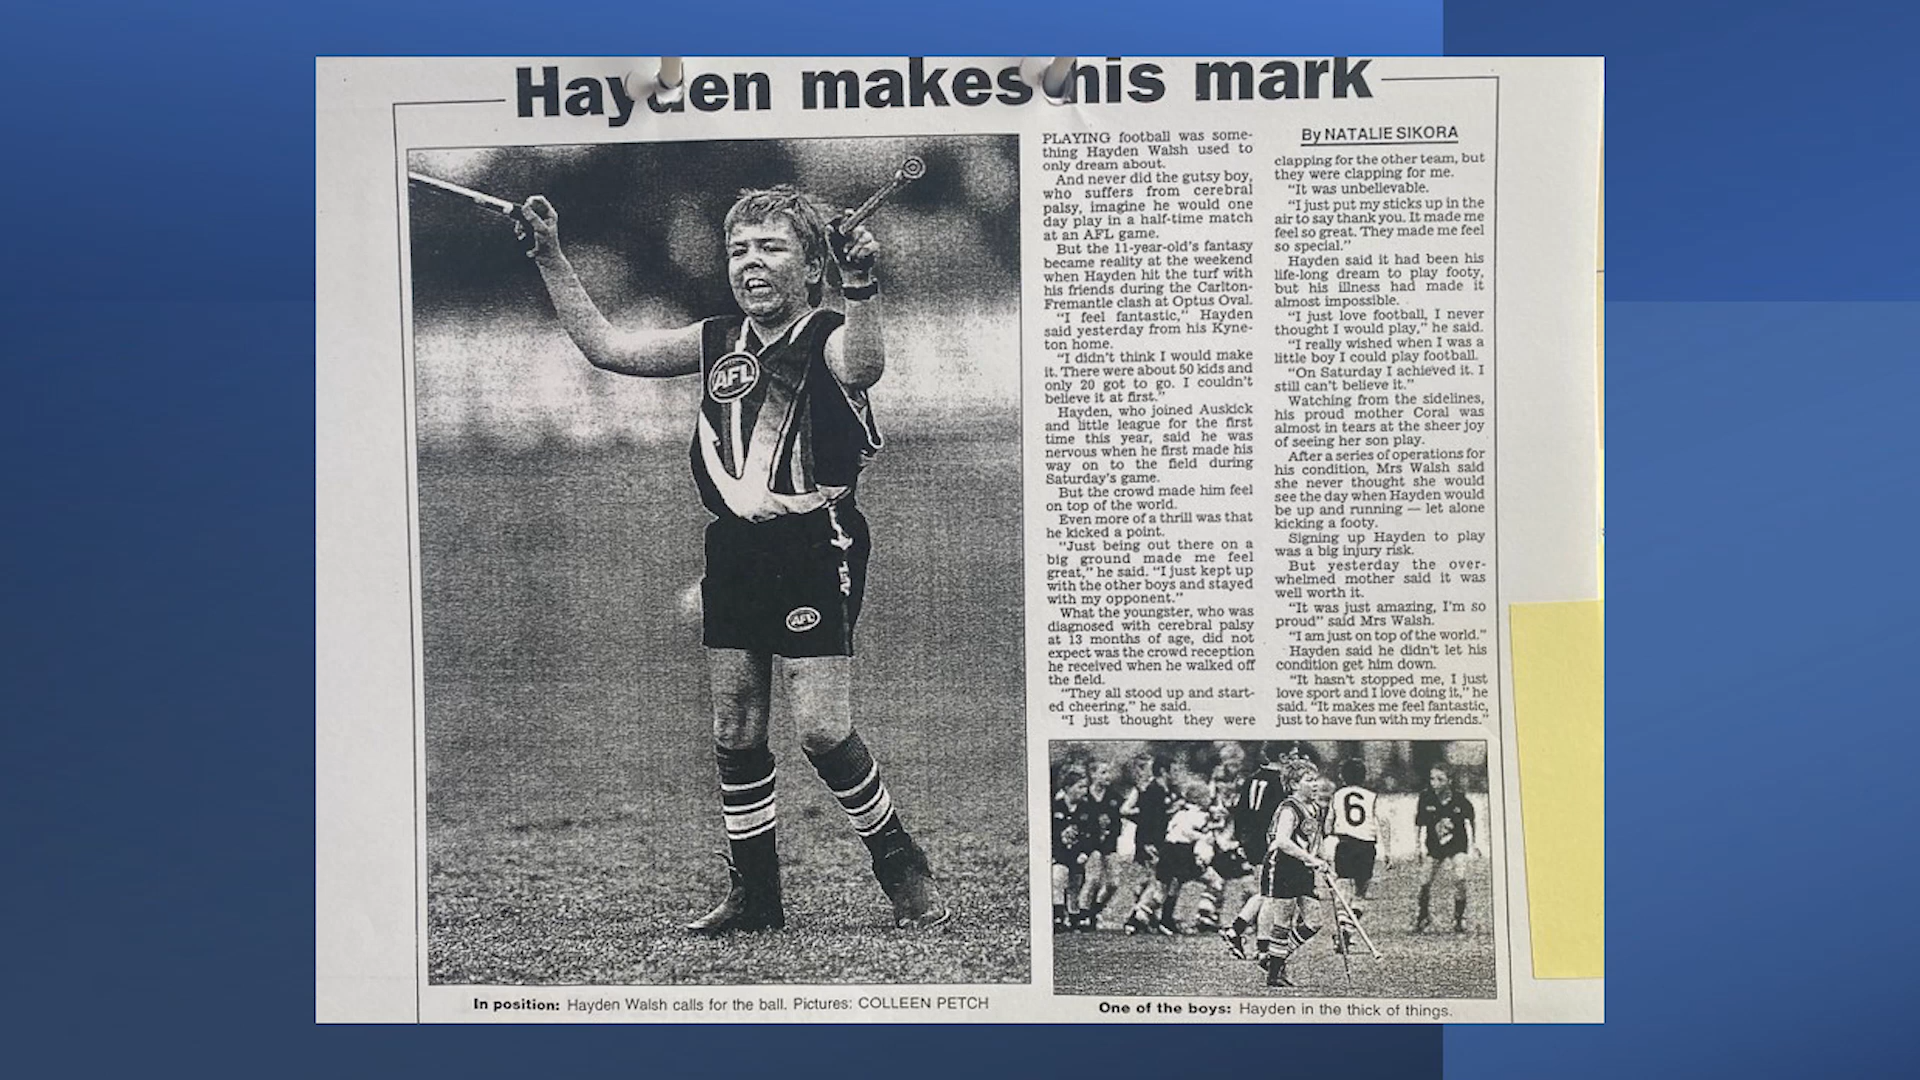 Hayden makes his mark
PLAYING football was some-
thing Hayden Walsh used to
only dream about.
And never did the gutsy boy,
who suffers from cerebral
palsy, imagine he would one
day play in a half-time match
at an AFL game.
But the 11-year-old's fantasy
became reality at the weekend
when Hayden hit the turf with
his friends during the Carlton-
Fremantle clash at Optus Oval.
"I feel fantastic," Hayden
said yesterday from his Kyne-
ton home.
"I didn't think I would make
it. There were about 50 kids and
only 20 got to go. I couldn't
believe it at first."
Hayden, who joined Auskick
and little league for the first
time this year, said he was
nervous when he first made his
way on to the field during
Saturday's game.
But the crowd made him feel
on top of the world.
Even more of a thrill was that
he kicked a point.
"Just being out there on a
big ground made me feel
great," he said. "I just kept up
with the other boys and stayed
with my opponent."
What the youngster, who was
diagnosed with cerebral palsy
at 13 months of age, did not
expect was the crowd reception
he received when he walked off
the field.
"They all stood up and start-
ed cheering," he said.
"I just thought they were
By NATALIE SIKORA
clapping for the other team, but
they were clapping for me.
"It was unbelievable.
"I just put my sticks up in the
air to say thank you. It made me
feel so great. They made me feel
so special."
Hayden said it had been his
life-long dream to play footy,
but his illness had made it
almost impossible.
"I just love football, I never
thought I would play," he said.
"I really wished when I was a
little boy I could play football.
"On Saturday I achieved it. I
still can't believe it."
Watching from the sidelines,
his proud mother Coral was
almost in tears at the sheer joy
of seeing her son play.
After a series of operations for
his condition, Mrs Walsh said
she never thought she would
see the day when Hayden would
be up and running — let alone
kicking a footy.
Signing up Hayden to play
was a big injury risk.
But yesterday the over-
whelmed mother said it was
well worth it.
"It was just amazing, I'm so
proud" said Mrs Walsh.
"I am just on top of the world."
Hayden said he didn't let his
condition get him down.
"It hasn't stopped me, I just
love sport and I love doing it," he
said. "It makes me feel fantastic,
just to have fun with my friends."
AFL
AFL
AFL
In position: Hayden Walsh calls for the ball. Pictures: COLLEEN PETCH
17
6
One of the boys: Hayden in the thick of things.